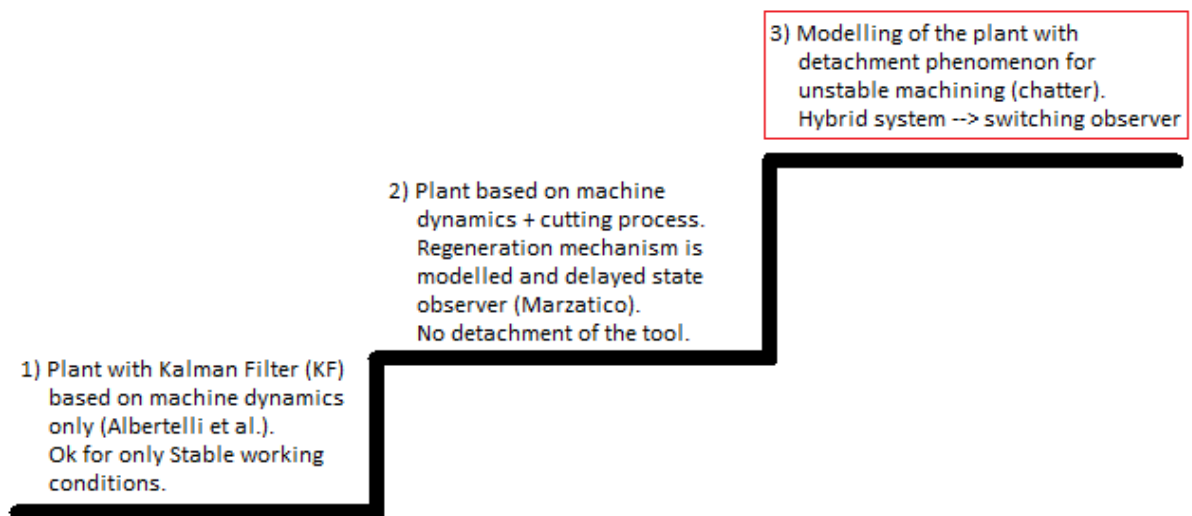 3) Modelling of the plant with
detachment phenomenon for
unstable machining (chatter).
Hybrid system --> switching observer
2) Plant based on machine
dynamics + cutting process.
Regeneration mechanism is
modelled and delayed state
observer (Marzatico).
No detachment of the tool.
1) Plant with Kalman Filter (KF)
based on machine dynamics
only (Albertelli et al.).
Ok for only Stable working
conditions.